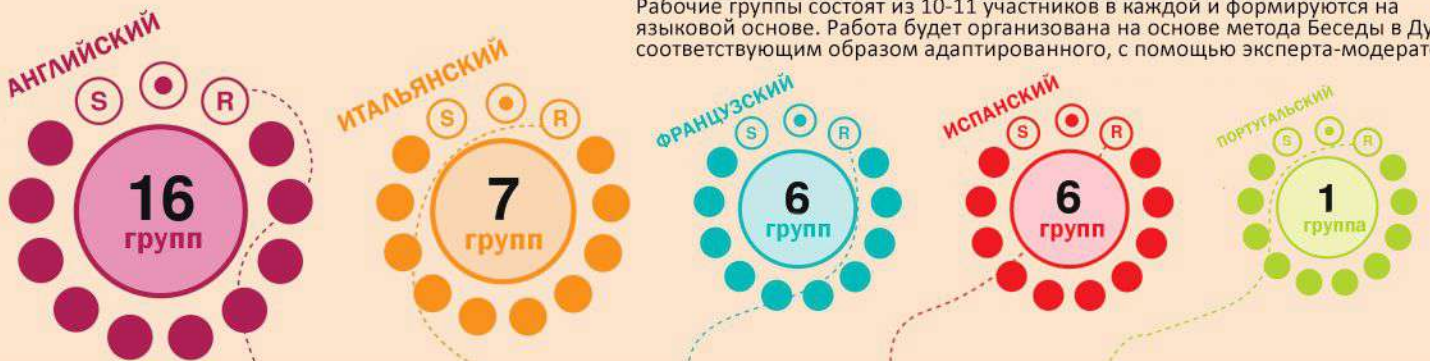 Рабочие группы состоят из 10-11 участников в каждой и формируются на
языковой основе. Работа будет организована на основе метода Беседы в
соответствующим образом адаптированного, с помощью
АНГЛИЙСКИЙ
S R
16
групп
ИТАЛЬЯНСКИЙ
S R
7
групп
ФРАНЦУЗСКИЙ
S R
6
групп
ИСПАНСКИЙ
S R
6
групп
ПОРТУГАЛЬСКИЙ
S R
1
группа